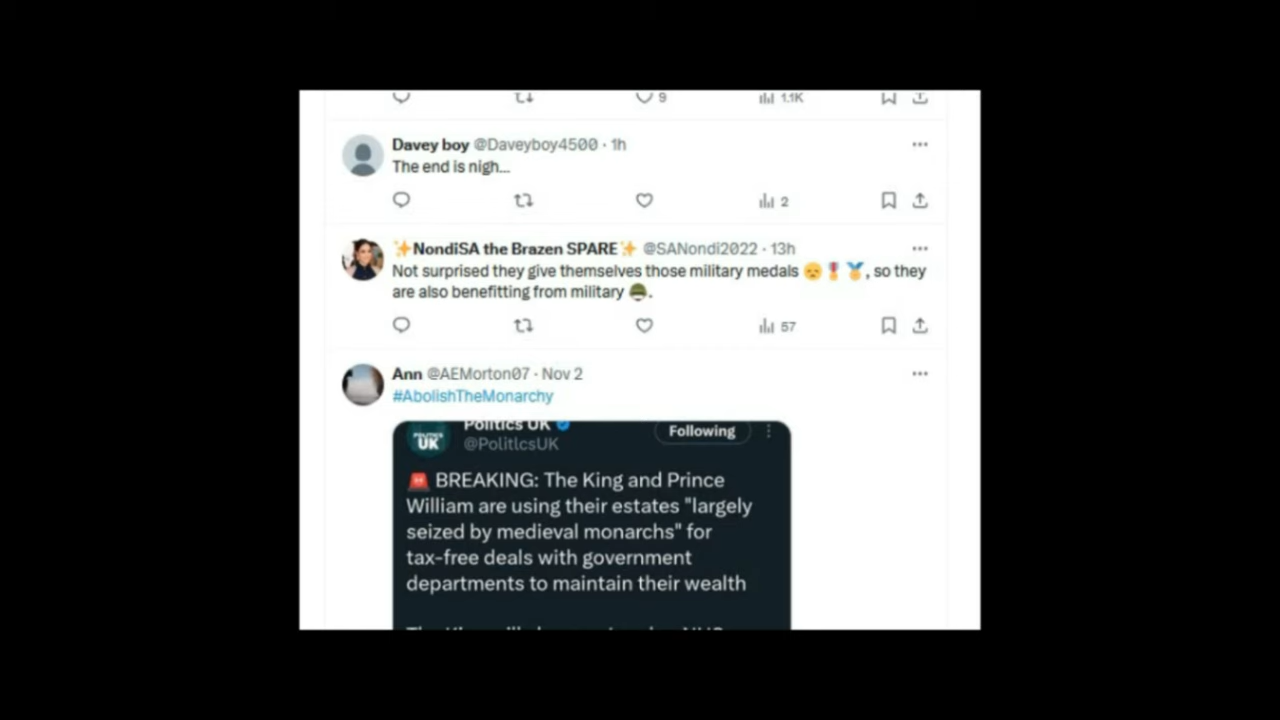 9 1.1K
Davey boy @Daveyboy4500 · 1h
The end is nigh...
2
✨NondiSA the Brazen SPARE✨ @SANondi2022 · 13h
Not surprised they give themselves those military medals 😞🎖🏅, so they
are also benefitting from military 🪖.
57
Ann @AEMorton07 · Nov 2
#AbolishTheMonarchy
Politics UK
POLITICS UK
@PolitlcsUK
Following
🚨 BREAKING: The King and Prince
William are using their estates "largely
seized by medieval monarchs" for
tax-free deals with government
departments to maintain their wealth